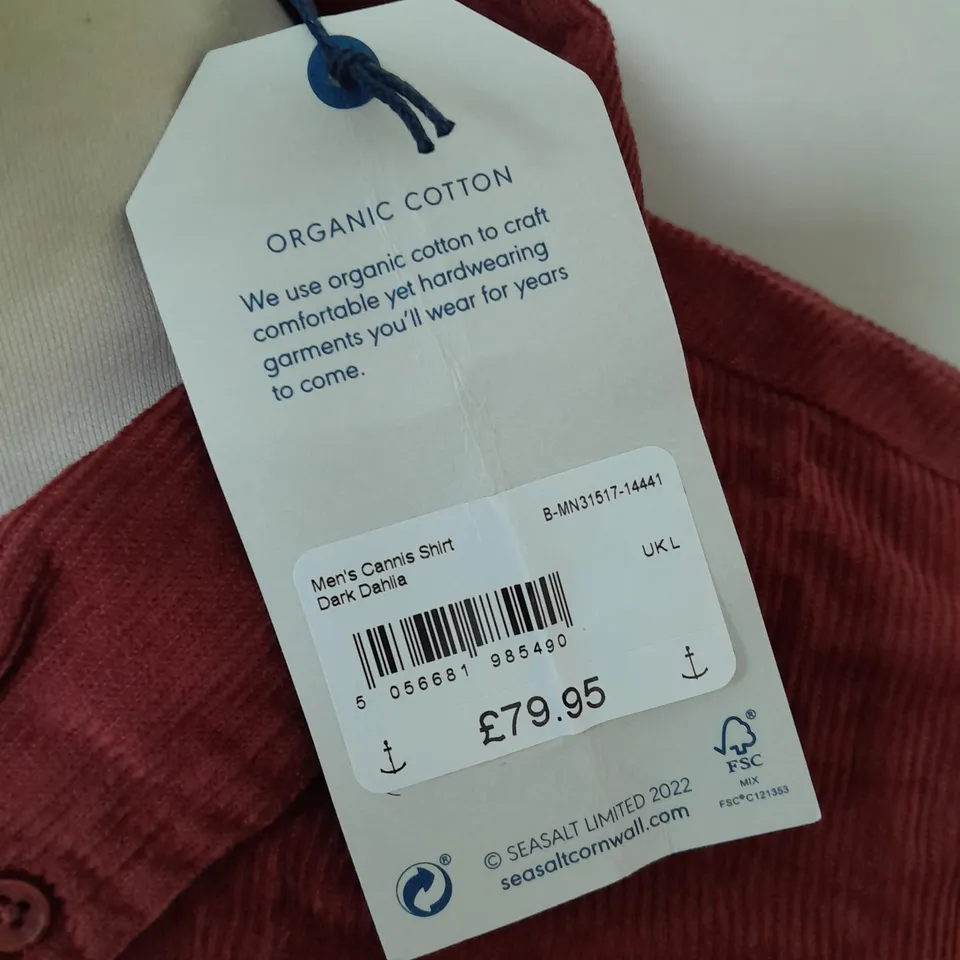 ORGANIC COTTON
We use organic cotton to craft
comfortable yet hardwearing
garments you'll wear for years
to come.
B-MN31517-14441
Men's Cannis Shirt
Dark Dahlia
UK L
5 056681 985490
£79.95
®
FSC
MIX
FSC® C121353
© SEASALT LIMITED 2022
seasaltcornwall.com
®